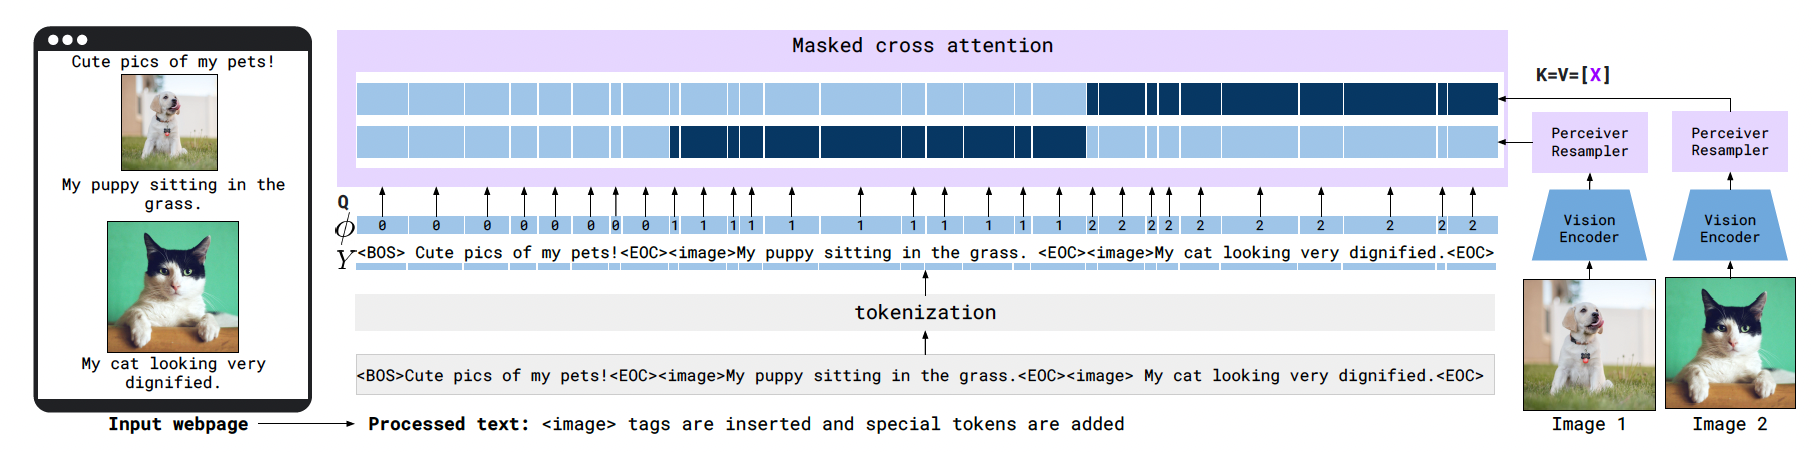 Cute pics of my pets!
My puppy sitting in the
grass.
My cat looking very
dignified.
Input webpage
Masked cross attention
K=V=[X]
Perceiver
Resampler
Perceiver
Resampler
Q
ϕ 0 0 0 0 0 0 0 0 1 1 1 1 1 1 1 1 1 1 1 2 2 2 2 2 2 2 2 2 2
Y <BOS> Cute pics of my pets!<EOC><image>My puppy sitting in the grass. <EOC><image>My cat looking very dignified.<EOC>
Vision
Encoder
Vision
Encoder
tokenization
<BOS>Cute pics of my pets!<EOC><image>My puppy sitting in the grass.<EOC><image> My cat looking very dignified.<EOC>
Processed text: <image> tags are inserted and special tokens are added
Image 1
Image 2